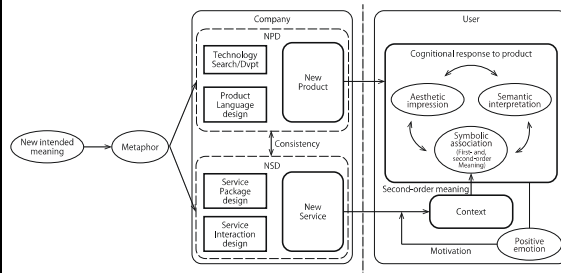 Company
User
NPD
Technology
Search/Dvpt
Product
Language
design
New
Product
Cognitional response to product
Aesthetic
impression
Semantic
interpretation
Symbolic
association
(First- and,
second-order
Meaning)
New intended
meaning
Metaphor
Consistency
NSD
Service
Package
design
Service
Interaction
design
New
Service
Second-order meaning
Context
Motivation
Positive
emotion